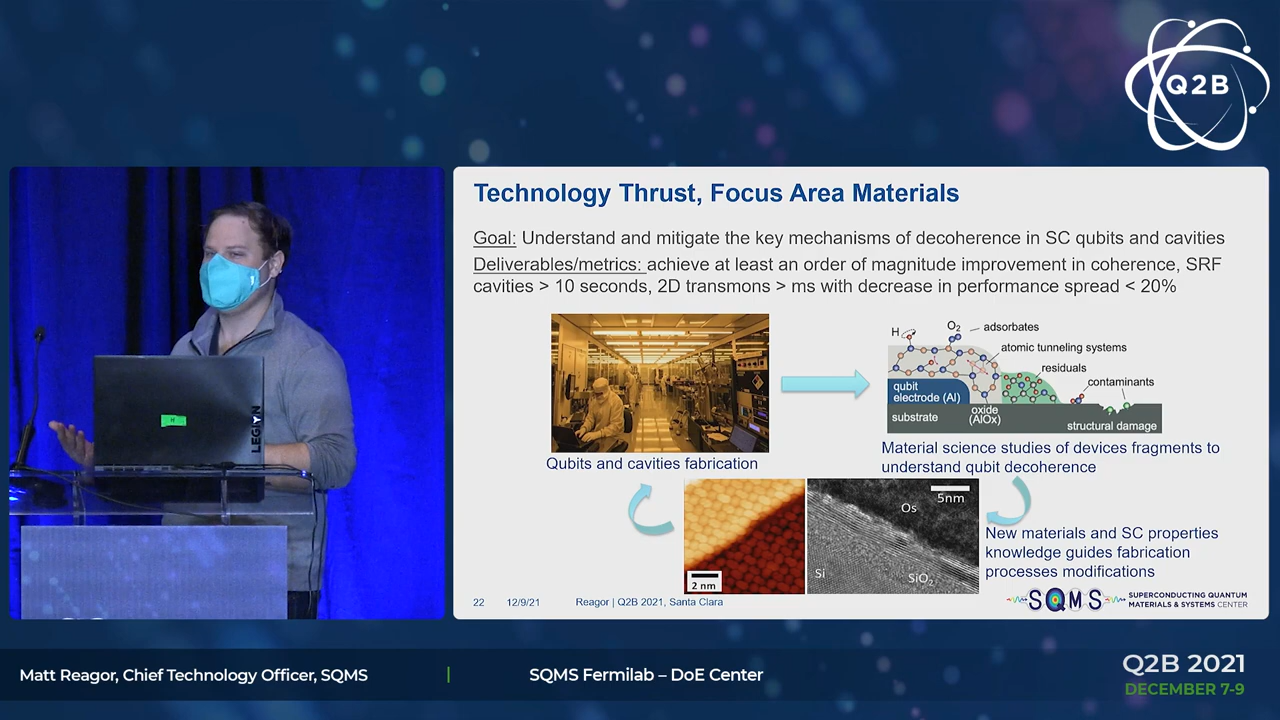 Q2B
Technology Thrust, Focus Area Materials
Goal: Understand and mitigate the key mechanisms of decoherence in SC qubits and cavities
Deliverables/metrics: achieve at least an order of magnitude improvement in coherence, SRF
cavities > 10 seconds, 2D transmons > ms with decrease in performance spread < 20%
H
O2
adsorbates
atomic tunneling systems
residuals
contaminants
qubit
electrode (Al)
substrate
oxide
(AlOx)
structural damage
Qubits and cavities fabrication
Material science studies of devices fragments to
understand qubit decoherence
2 nm
5nm
Os
Si
SiO2
New materials and SC properties
knowledge guides fabrication
processes modifications
22 12/9/21 Reagor | Q2B 2021, Santa Clara
SQMS
SUPERCONDUCTING QUANTUM
MATERIALS & SYSTEMS CENTER
LEGION
Matt Reagor, Chief Technology Officer, SQMS | SQMS Fermilab – DoE Center
Q2B 2021
DECEMBER 7-9